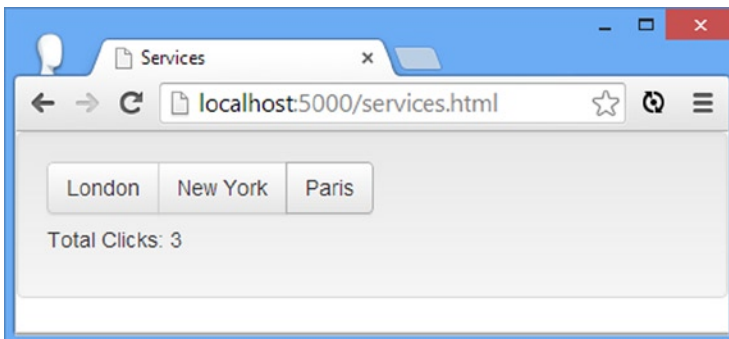 Services
localhost:5000/services.html
London New York Paris
Total Clicks: 3